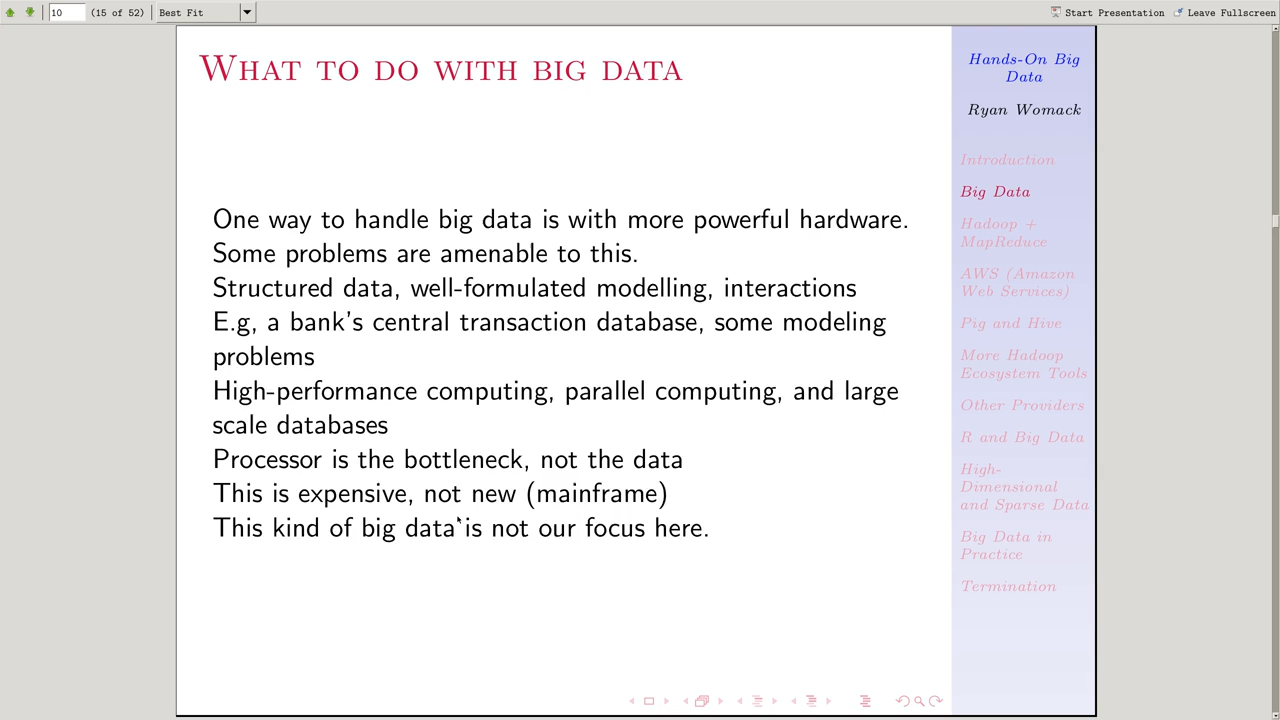 10 (15 of 52) Best Fit Start Presentation Leave Fullscreen
What to do with big data
One way to handle big data is with more powerful hardware.
Some problems are amenable to this.
Structured data, well-formulated modelling, interactions
E.g, a bank's central transaction database, some modeling
problems
High-performance computing, parallel computing, and large
scale databases
Processor is the bottleneck, not the data
This is expensive, not new (mainframe)
This kind of big data is not our focus here.
Hands-On Big
Data
Ryan Womack
Introduction
Big Data
Hadoop +
MapReduce
AWS (Amazon
Web Services)
Pig and Hive
More Hadoop
Ecosystem Tools
Other Providers
R and Big Data
High-
Dimensional
and Sparse Data
Big Data in
Practice
Termination